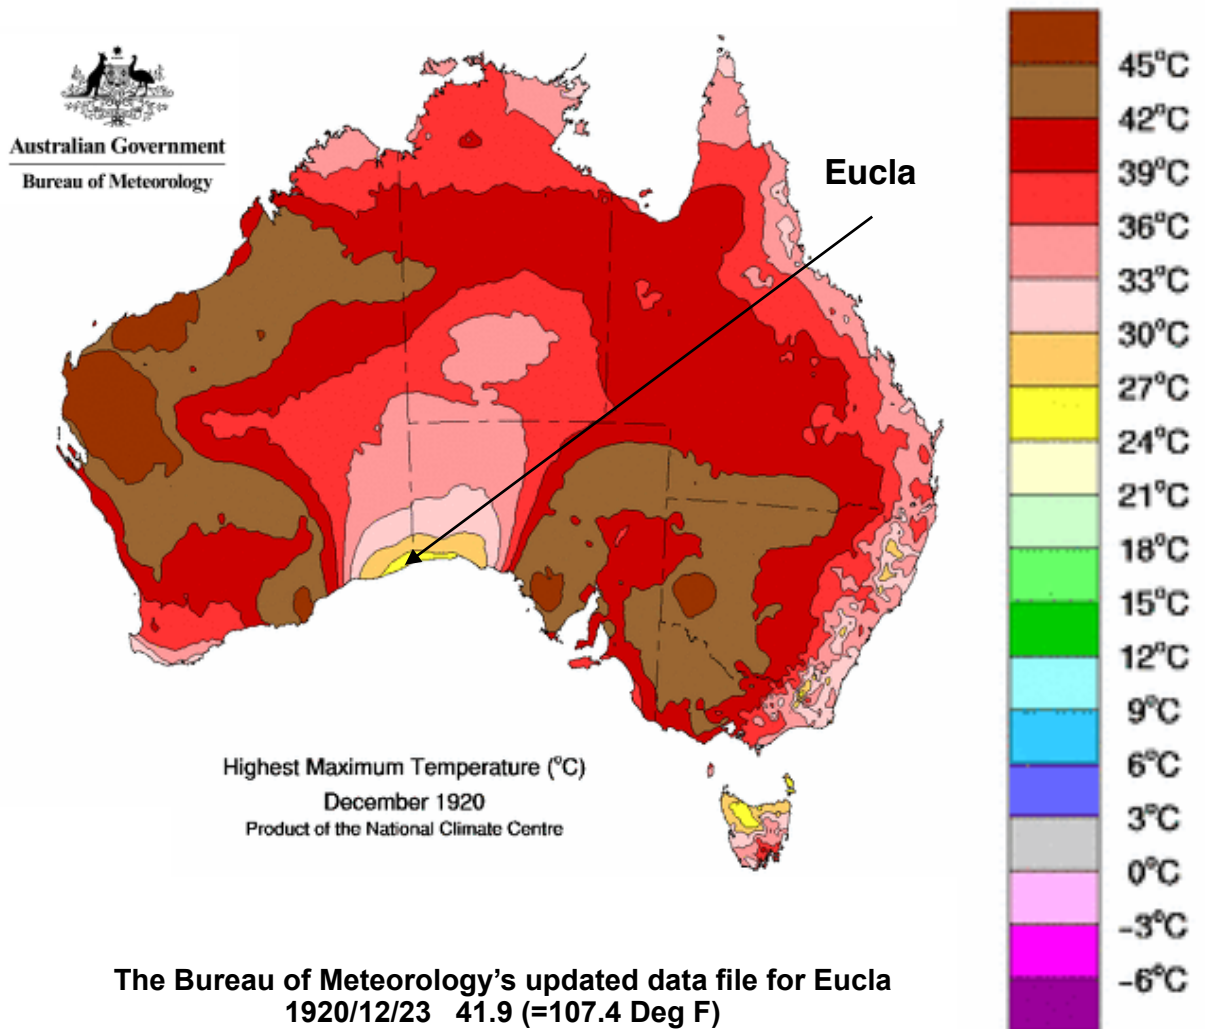 Australian Government
Bureau of Meteorology
Eucla
45°C
42°C
39°C
36°C
33°C
30°C
27°C
24°C
21°C
18°C
15°C
12°C
9°C
6°C
3°C
0°C
-3°C
-6°C
Highest Maximum Temperature (°C)
December 1920
Product of the National Climate Centre
The Bureau of Meteorology's updated data file for Eucla
1920/12/23 41.9 (=107.4 Deg F)